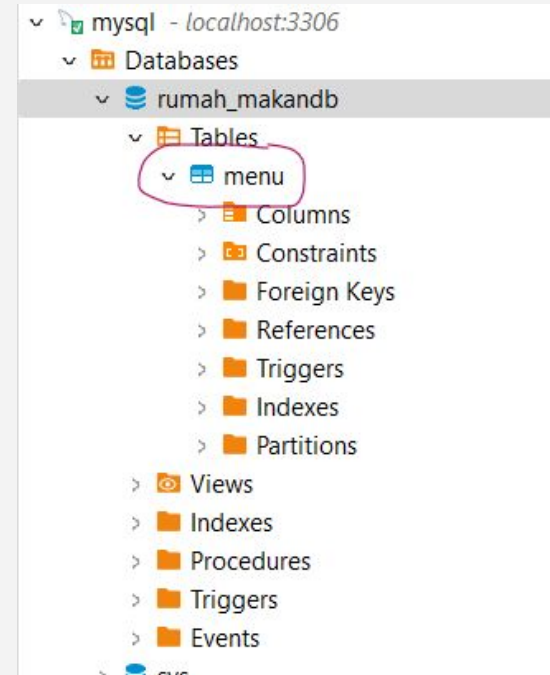 mysql - localhost:3306
Databases
rumah_makandb
Tables
menu
Columns
Constraints
Foreign Keys
References
Triggers
Indexes
Partitions
Views
Indexes
Procedures
Triggers
Events
sys